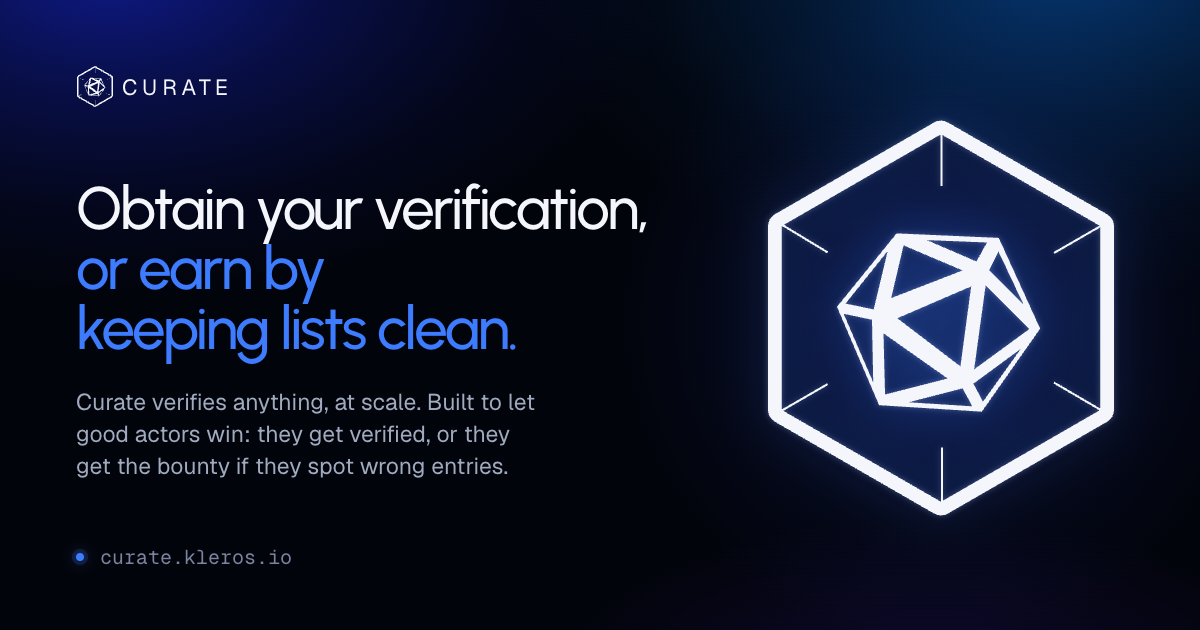 CURATE
Obtain your verification,
or earn by
keeping lists clean.
Curate verifies anything, at scale. Built to let
good actors win: they get verified, or they
get the bounty if they spot wrong entries.
curate.kleros.io